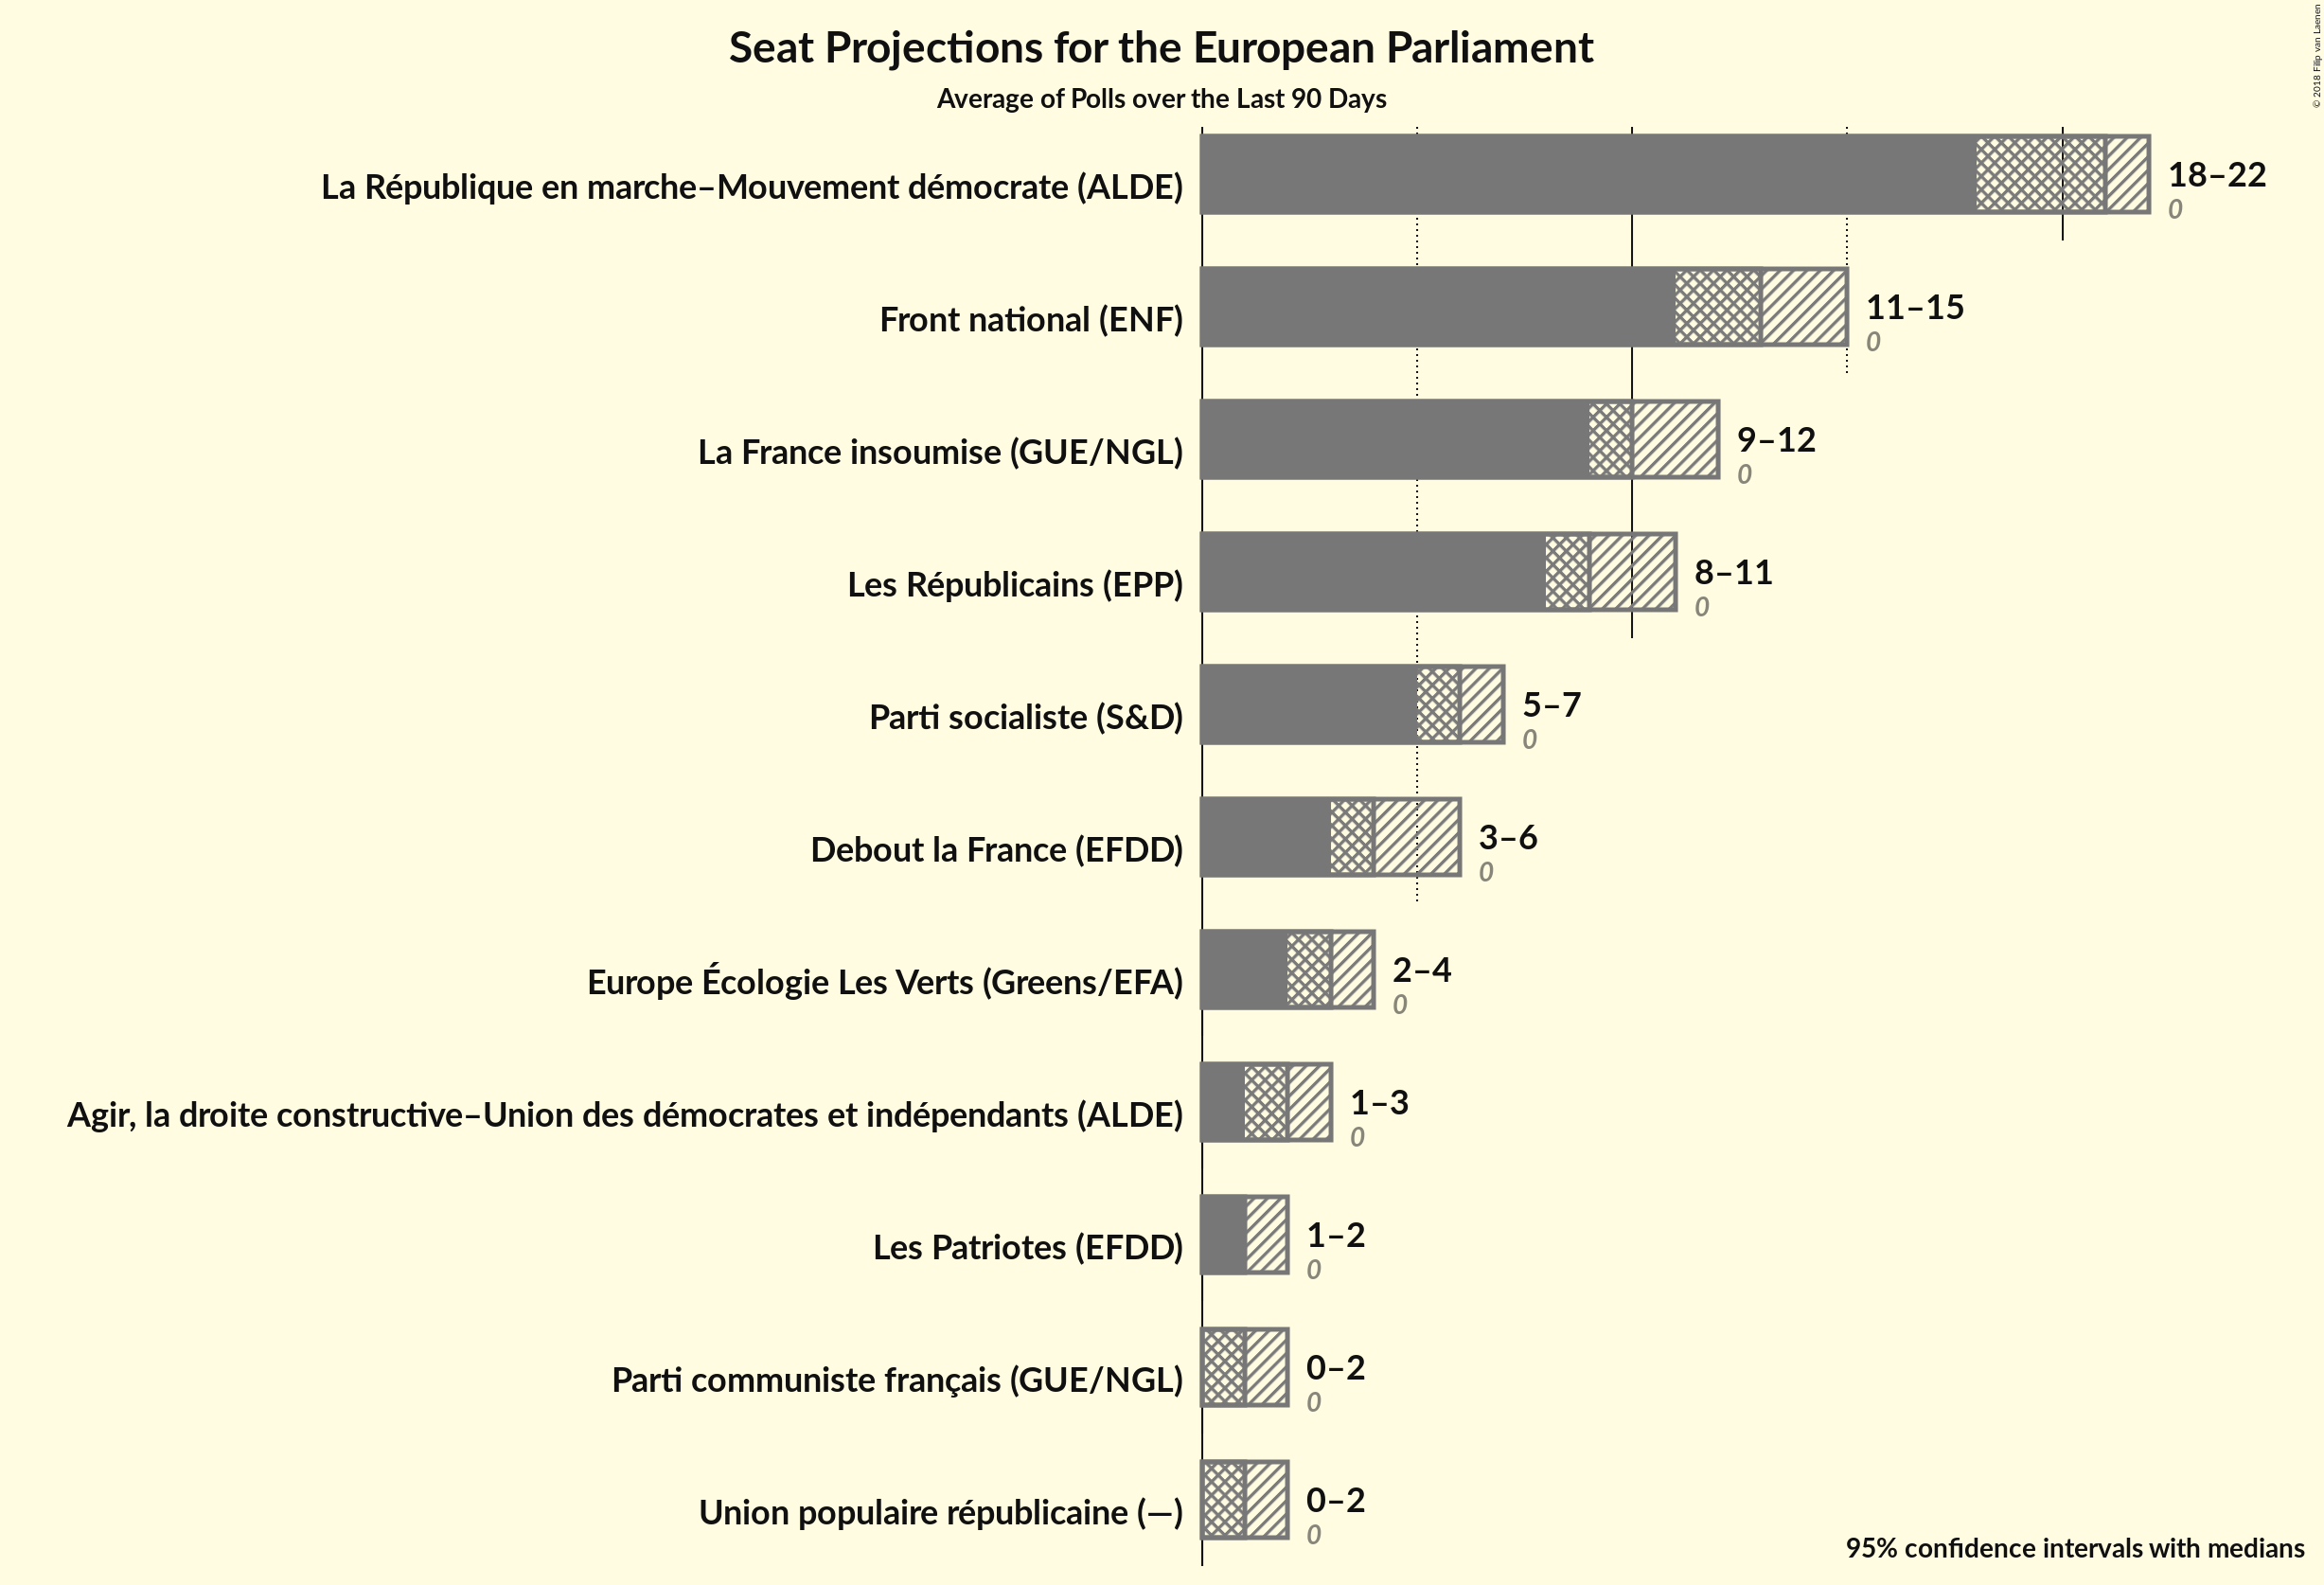 Seat Projections for the European Parliament
Average of Polls over the Last 90 Days
© 2018 Filip van Laenen
La République en marche–Mouvement démocrate (ALDE)
18–22
0
Front national (ENF)
11–15
0
La France insoumise (GUE/NGL)
9–12
0
Les Républicains (EPP)
8–11
0
Parti socialiste (S&D)
5–7
0
Debout la France (EFDD)
3–6
0
Europe Écologie Les Verts (Greens/EFA)
2–4
0
Agir, la droite constructive–Union des démocrates et indépendants (ALDE)
1–3
0
Les Patriotes (EFDD)
1–2
0
Parti communiste français (GUE/NGL)
0–2
0
Union populaire républicaine (—)
0–2
0
95% confidence intervals with medians